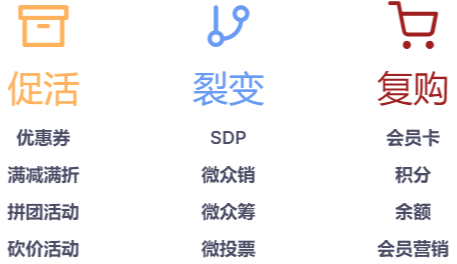 促活
裂变
复购
优惠券
SDP
会员卡
满减满折
微众销
积分
拼团活动
微众筹
余额
砍价活动
微投票
会员营销